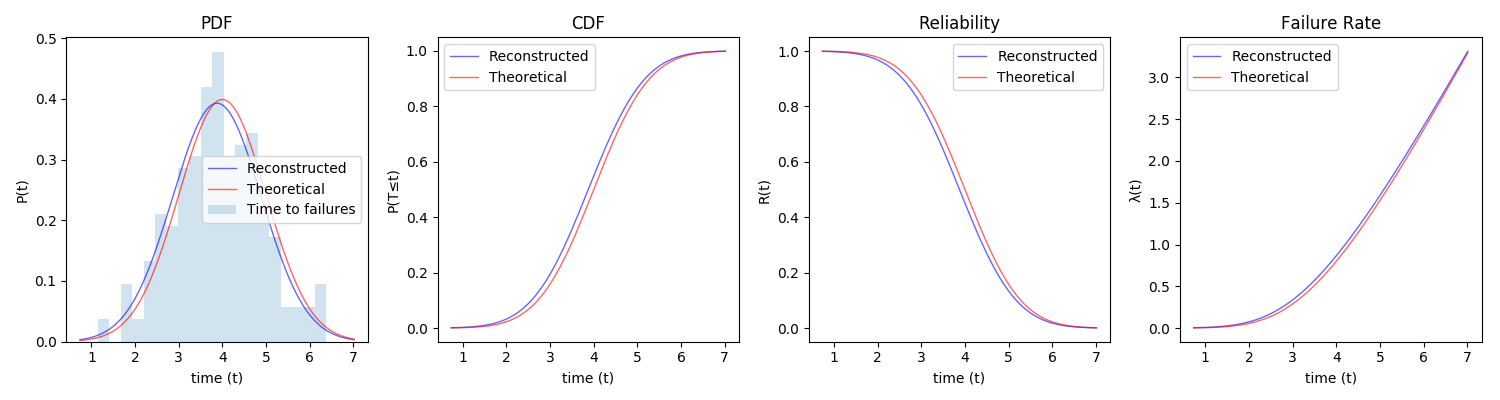 PDF
P(t)
0.5
0.4
0.3
0.2
0.1
0.0
Reconstructed
Theoretical
Time to failures
1 2 3 4 5 6 7
time (t)
CDF
P(T≤t)
1.0
0.8
0.6
0.4
0.2
0.0
Reconstructed
Theoretical
1 2 3 4 5 6 7
time (t)
Reliability
R(t)
1.0
0.8
0.6
0.4
0.2
0.0
Reconstructed
Theoretical
1 2 3 4 5 6 7
time (t)
Failure Rate
λ(t)
3.0
2.5
2.0
1.5
1.0
0.5
0.0
Reconstructed
Theoretical
1 2 3 4 5 6 7
time (t)